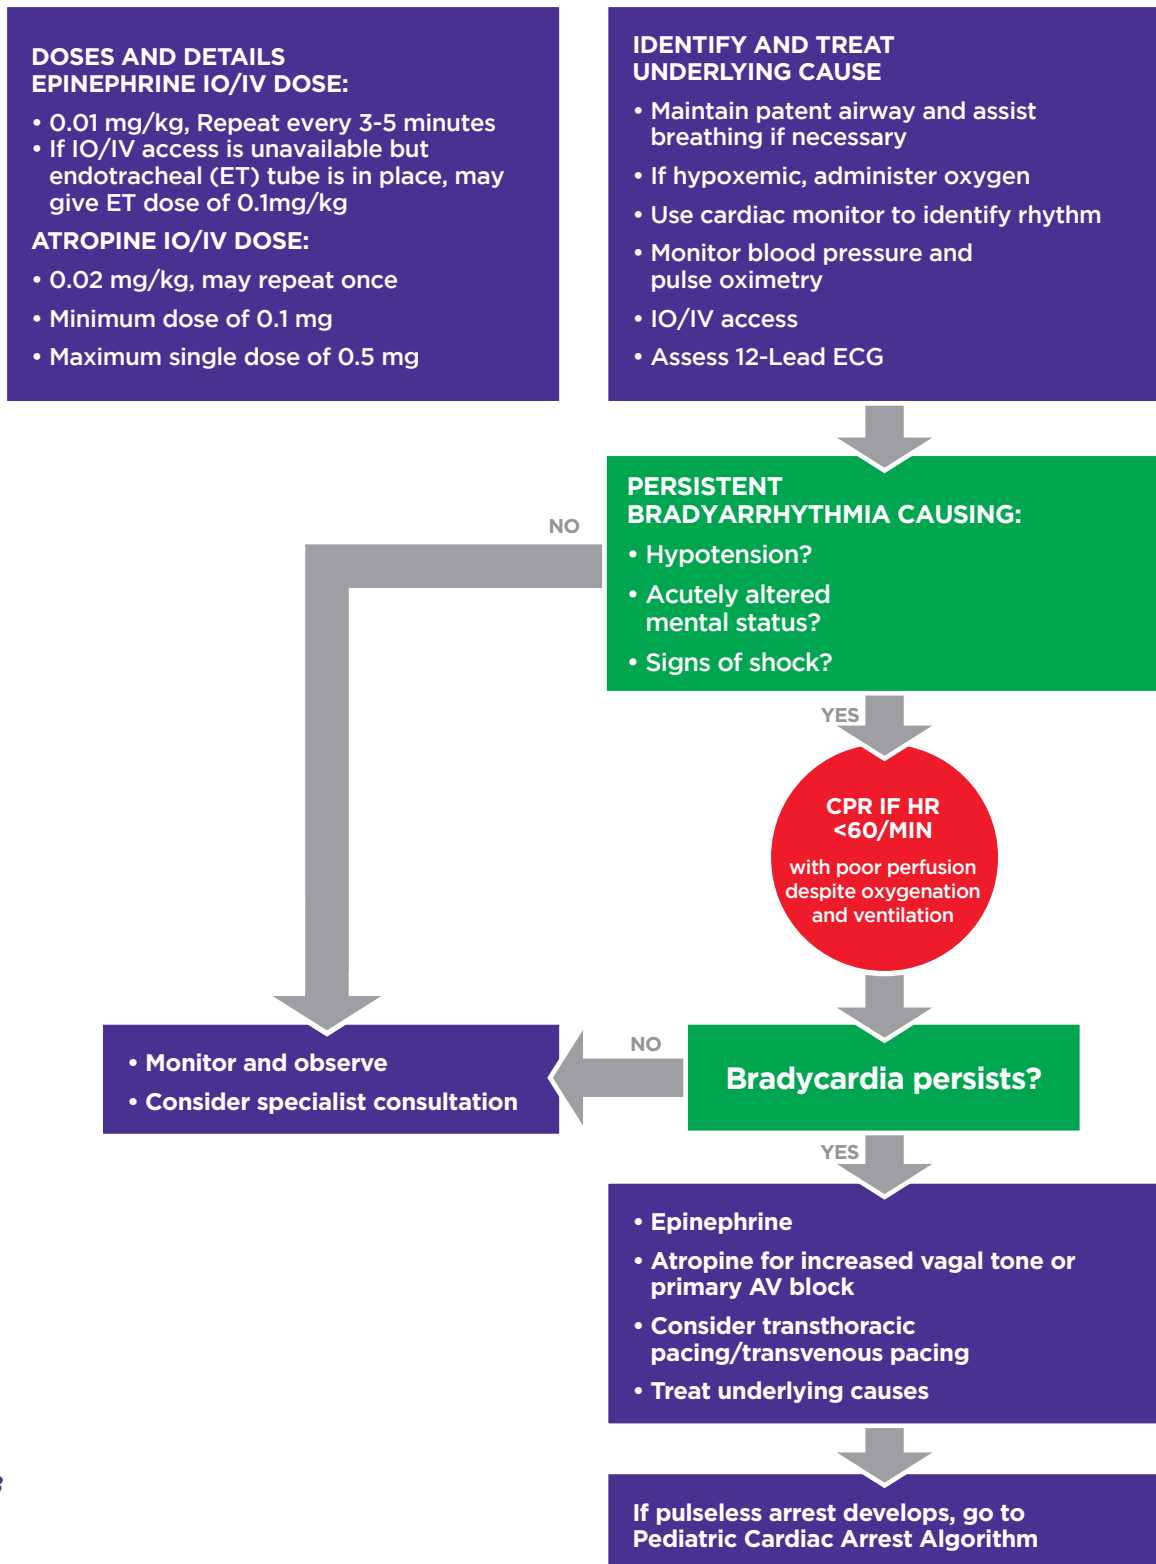 DOSES AND DETAILS
EPINEPHRINE IO/IV DOSE:
• 0.01 mg/kg, Repeat every 3-5 minutes
• If IO/IV access is unavailable but
endotracheal (ET) tube is in place, may
give ET dose of 0.1mg/kg
ATROPINE IO/IV DOSE:
• 0.02 mg/kg, may repeat once
• Minimum dose of 0.1 mg
• Maximum single dose of 0.5 mg
IDENTIFY AND TREAT
UNDERLYING CAUSE
• Maintain patent airway and assist
breathing if necessary
• If hypoxemic, administer oxygen
• Use cardiac monitor to identify rhythm
• Monitor blood pressure and
pulse oximetry
• IO/IV access
• Assess 12-Lead ECG
PERSISTENT
BRADYARRHYTHMIA CAUSING:
• Hypotension?
• Acutely altered
mental status?
• Signs of shock?
NO
YES
CPR IF HR
<60/MIN
with poor perfusion
despite oxygenation
and ventilation
Bradycardia persists?
NO
• Monitor and observe
• Consider specialist consultation
YES
• Epinephrine
• Atropine for increased vagal tone or
primary AV block
• Consider transthoracic
pacing/transvenous pacing
• Treat underlying causes
If pulseless arrest develops, go to
Pediatric Cardiac Arrest Algorithm